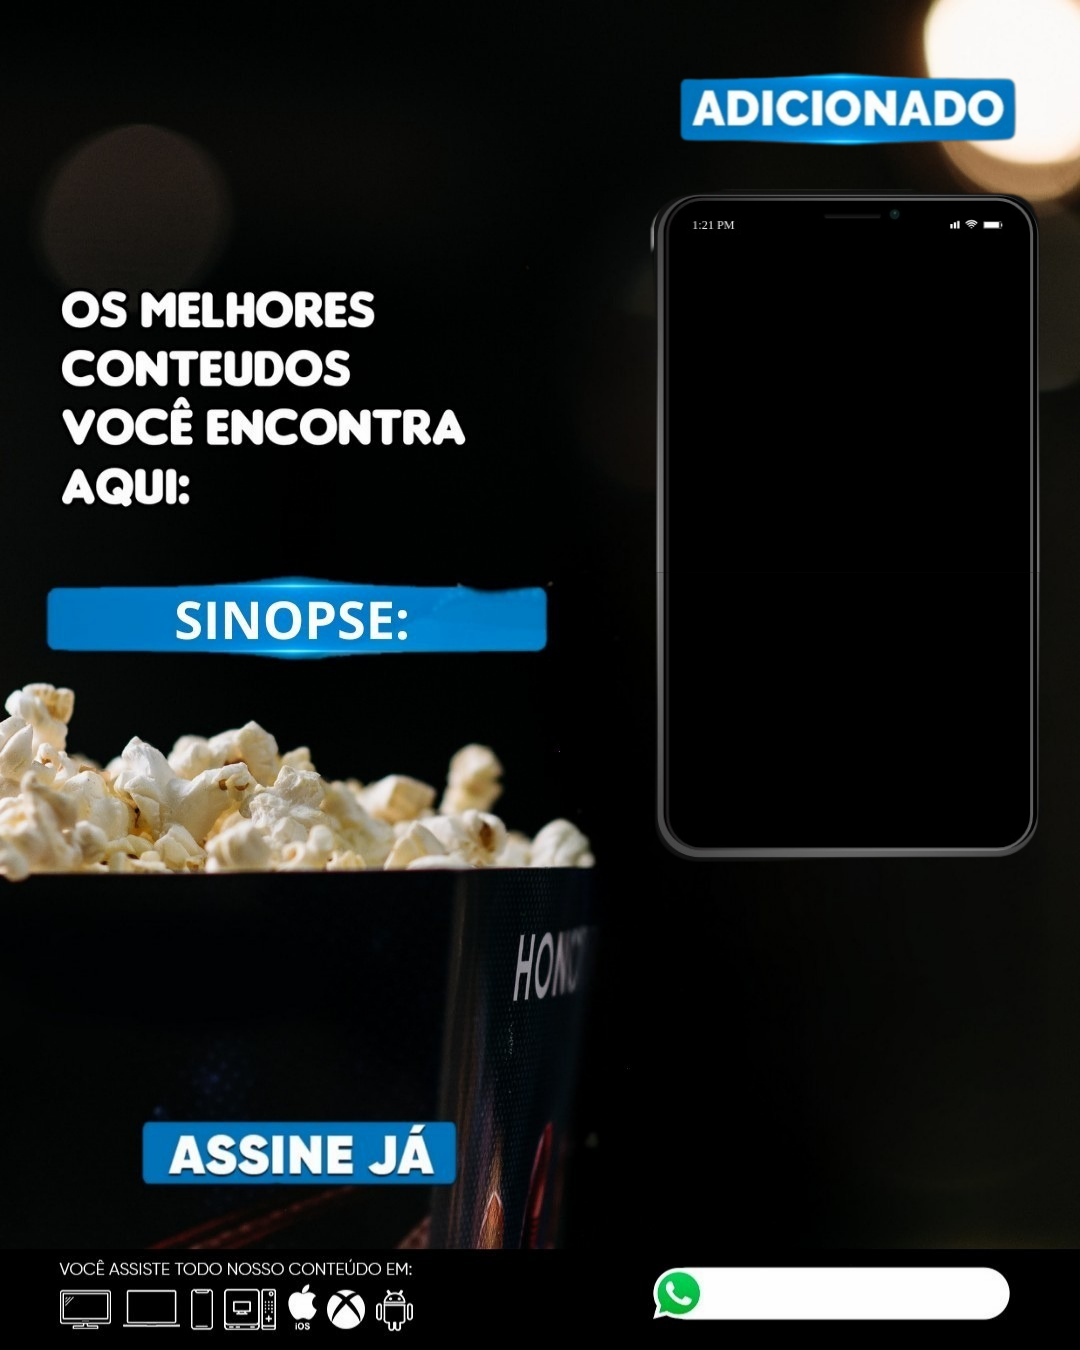 ADICIONADO
1:21 PM
OS MELHORES
CONTEUDOS
VOCÊ ENCONTRA
AQUI:
SINOPSE:
ASSINE JÁ
VOCÊ ASSISTE TODO NOSSO CONTEÚDO EM:
iOS